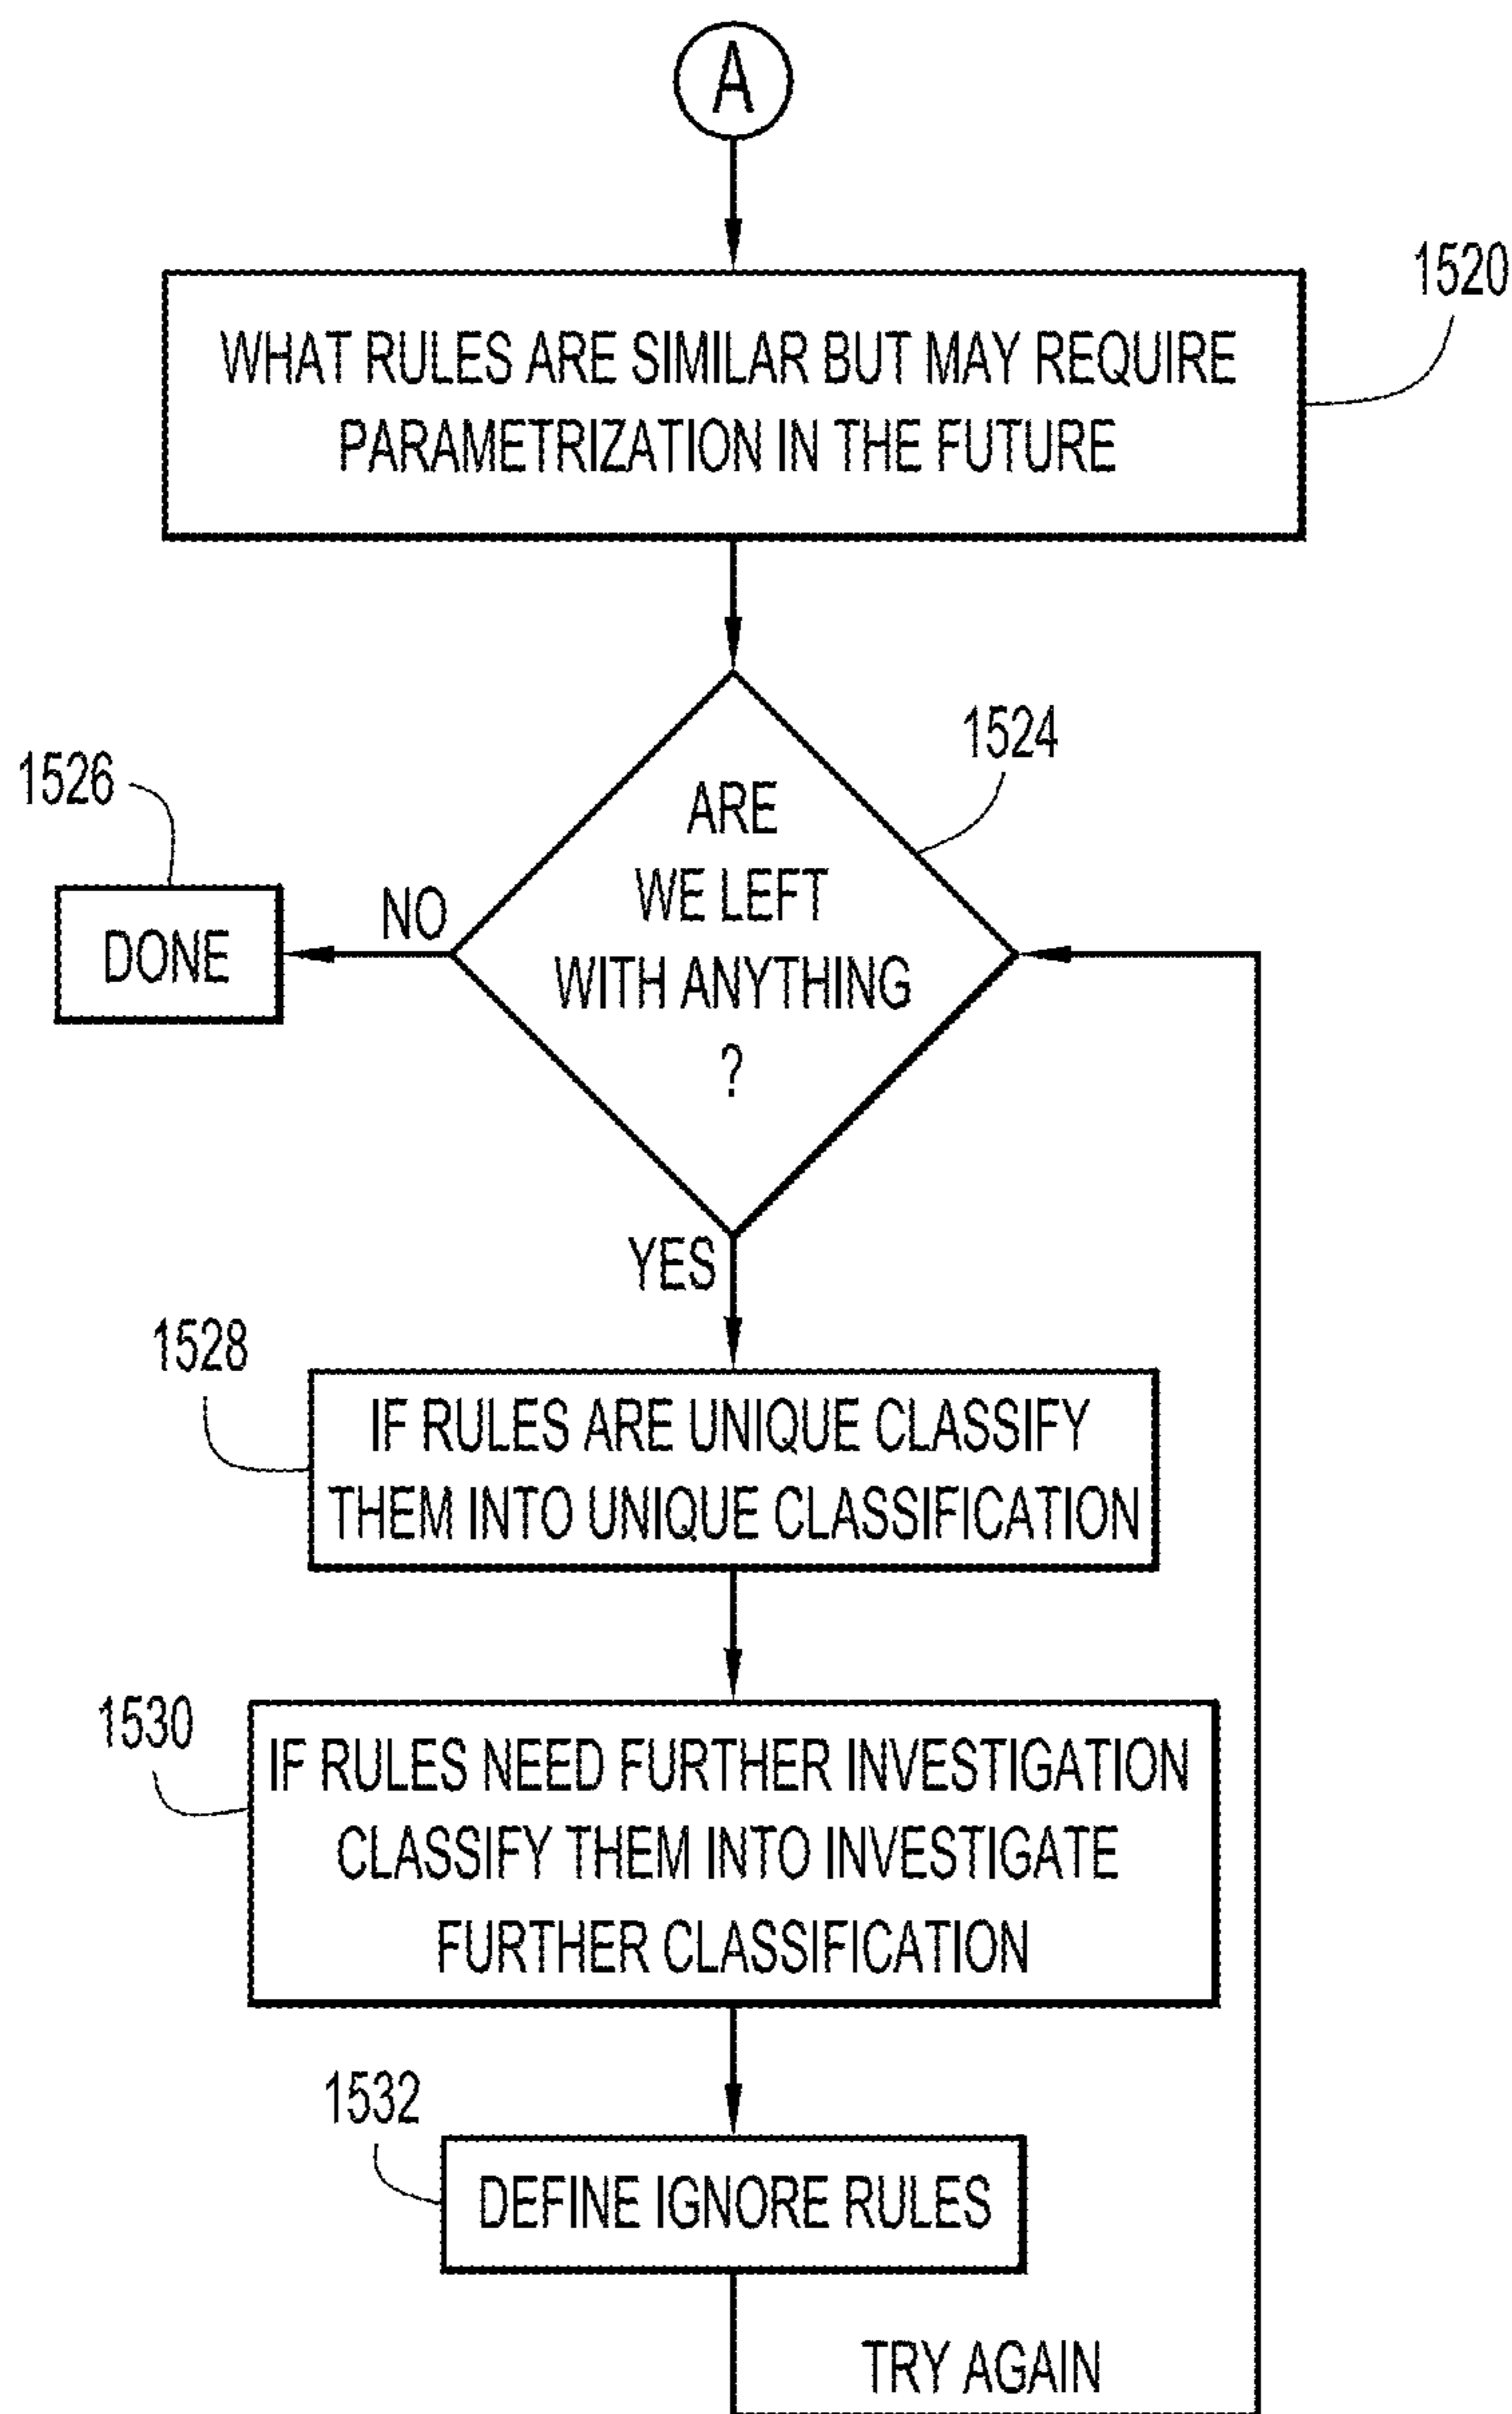 A
1520
WHAT RULES ARE SIMILAR BUT MAY REQUIRE
PARAMETRIZATION IN THE FUTURE
1524
ARE
WE LEFT
WITH ANYTHING
?
1526
NO
DONE
YES
1528
IF RULES ARE UNIQUE CLASSIFY
THEM INTO UNIQUE CLASSIFICATION
1530
IF RULES NEED FURTHER INVESTIGATION
CLASSIFY THEM INTO INVESTIGATE
FURTHER CLASSIFICATION
1532
DEFINE IGNORE RULES
TRY AGAIN